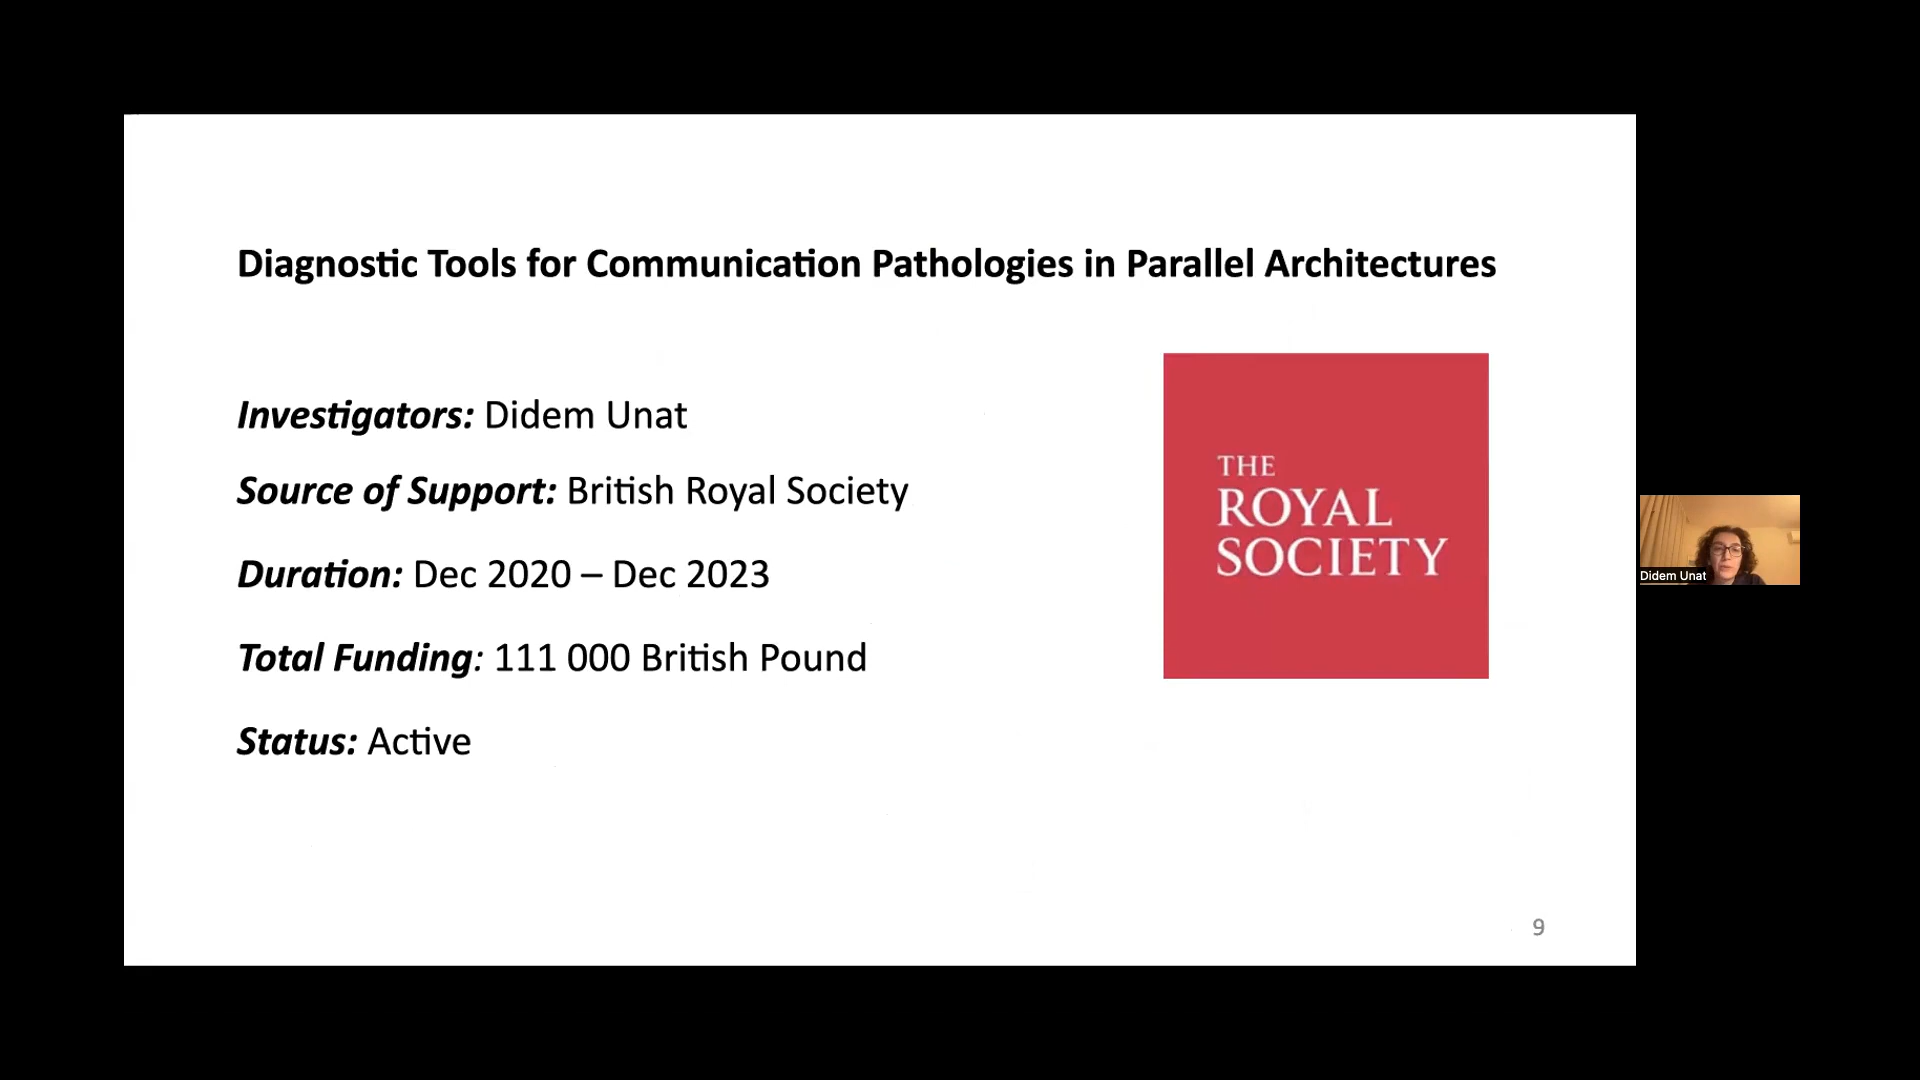 Diagnostic Tools for Communication Pathologies in Parallel Architectures
Investigators: Didem Unat
Source of Support: British Royal Society
Duration: Dec 2020 – Dec 2023
Total Funding: 111 000 British Pound
Status: Active
THE
ROYAL
SOCIETY
Didem Unat
9